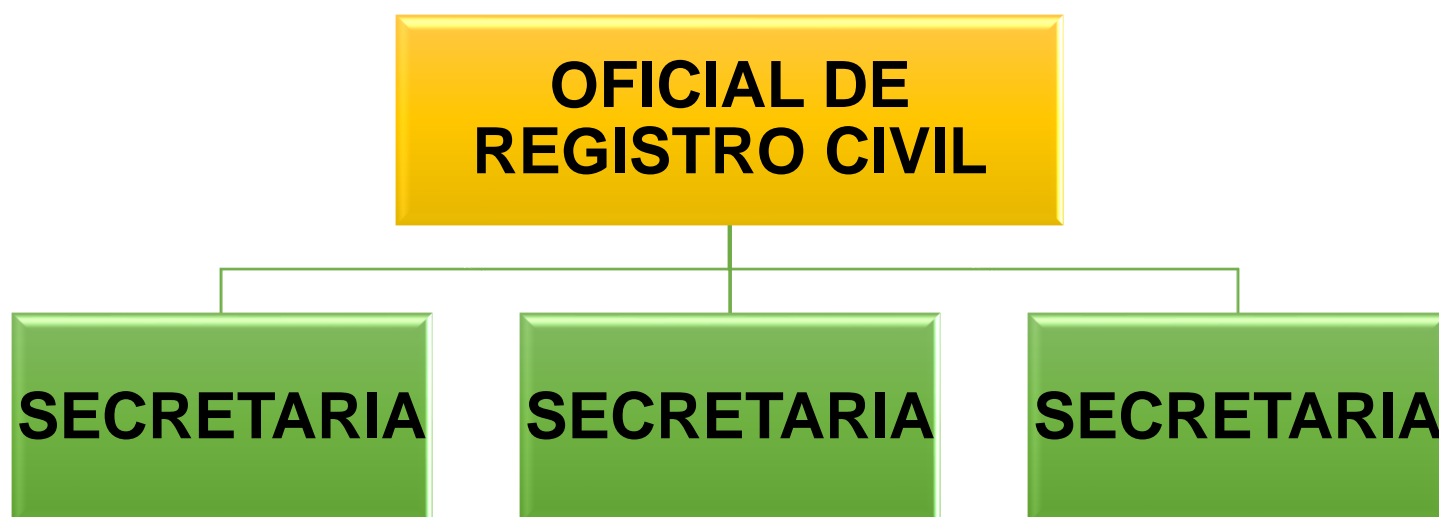 OFICIAL DE
REGISTRO CIVIL
SECRETARIA
SECRETARIA
SECRETARIA